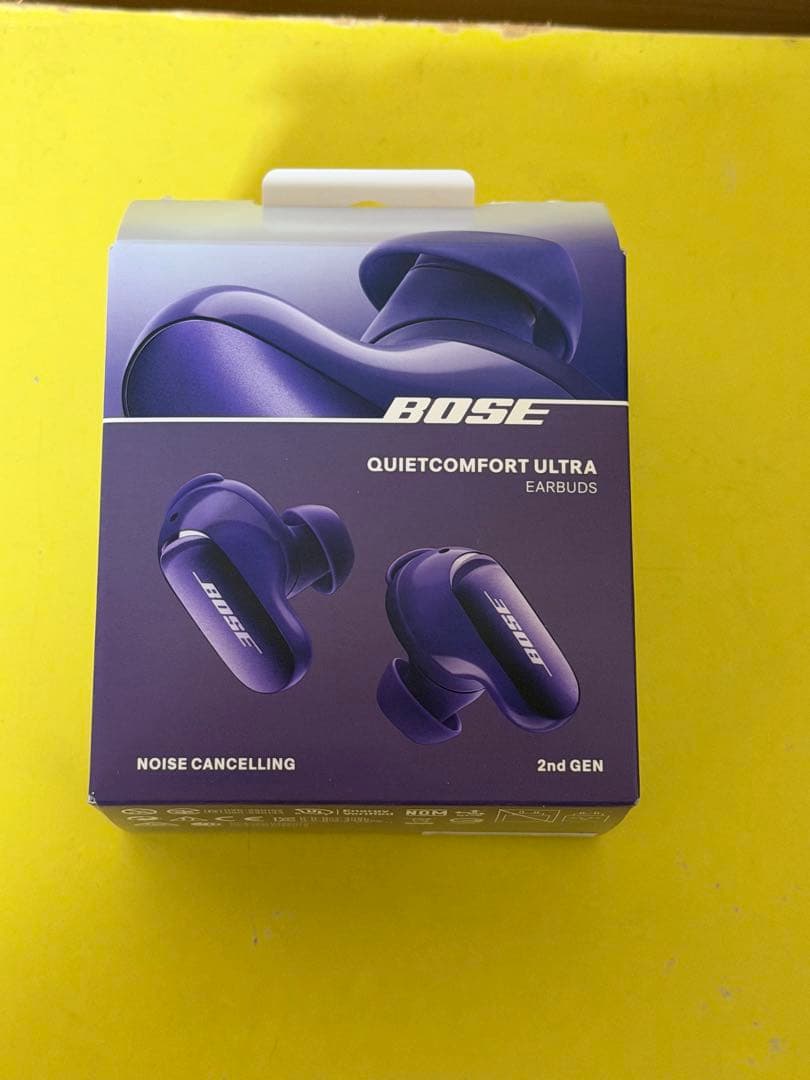 BOSE
QUIETCOMFORT ULTRA
EARBUDS
BOSE
BOSE
NOISE CANCELLING
2nd GEN
NOM